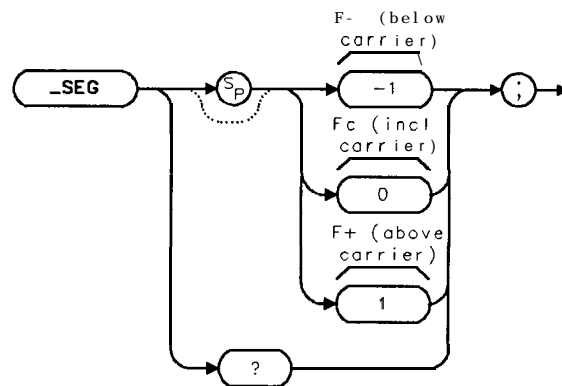 F- (below
carrier)
_SEG
SP
-1
;
Fc (incl
carrier)
0
F+ (above
carrier)
1
?